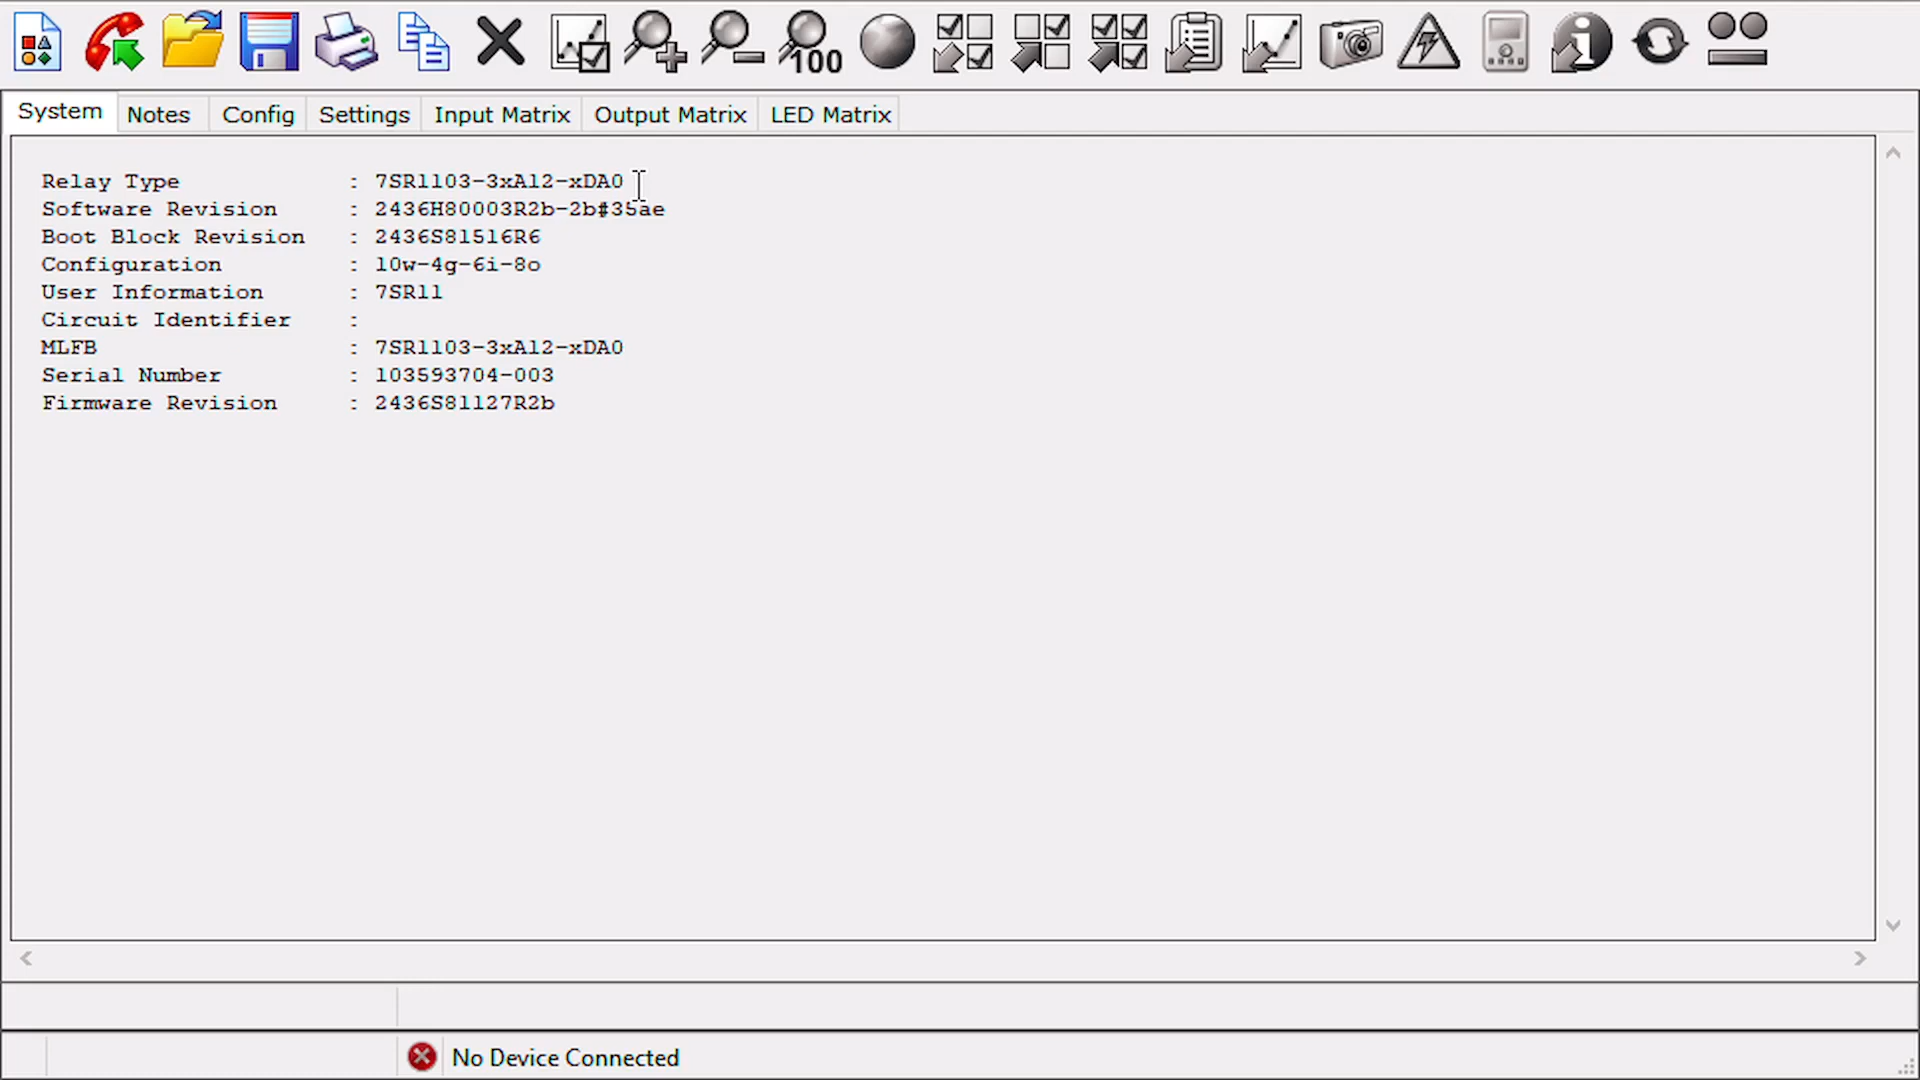 100
System Notes Config Settings Input Matrix Output Matrix LED Matrix
Relay Type : 7SR1103-3xA12-xDA0
Software Revision : 2436H80003R2b-2b#35ae
Boot Block Revision : 2436S81516R6
Configuration : 10w-4g-6i-8o
User Information : 7SR11
Circuit Identifier :
MLFB : 7SR1103-3xA12-xDA0
Serial Number : 103593704-003
Firmware Revision : 2436S81127R2b
No Device Connected